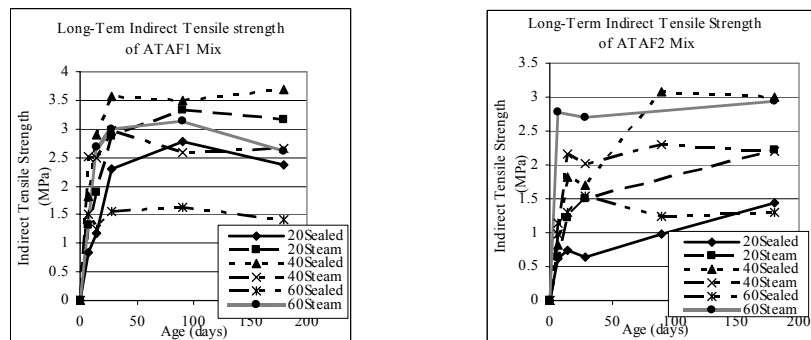 Long-Tem Indirect Tensile strength
of ATAF1 Mix
Indirect Tensile Strength
(MPa)
4
3.5
3
2.5
2
1.5
1
0.5
0
0 50 100 150 200
Age (days)
20Sealed
20Steam
40Sealed
40Steam
60Sealed
60Steam
Long-Term Indirect Tensile Strength
of ATAF2 Mix
Indirect Tensile Strength
(MPa)
3.5
3
2.5
2
1.5
1
0.5
0
0 50 100 150 200
Age (days)
20Sealed
20Steam
40Sealed
40Steam
60Sealed
60Steam